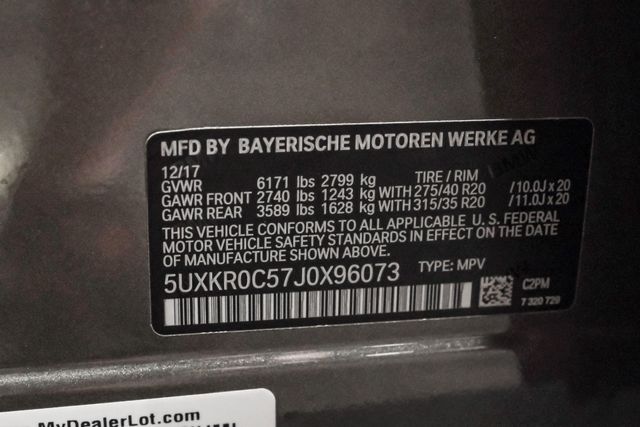 MFD BY BAYERISCHE MOTOREN WERKE AG
12/17 TIRE / RIM
GVWR 6171 lbs 2799 kg
GAWR FRONT 2740 lbs 1243 kg WITH 275/40 R20 /10.0J x 20
GAWR REAR 3589 lbs 1628 kg WITH 315/35 R20 /11.0J x 20
THIS VEHICLE CONFORMS TO ALL APPLICABLE U. S. FEDERAL
MOTOR VEHICLE SAFETY STANDARDS IN EFFECT ON THE DATE
OF MANUFACTURE SHOWN ABOVE.
5UXKR0C57J0X96073 TYPE: MPV
C2PM
7 320 729
MyDealerLot.com